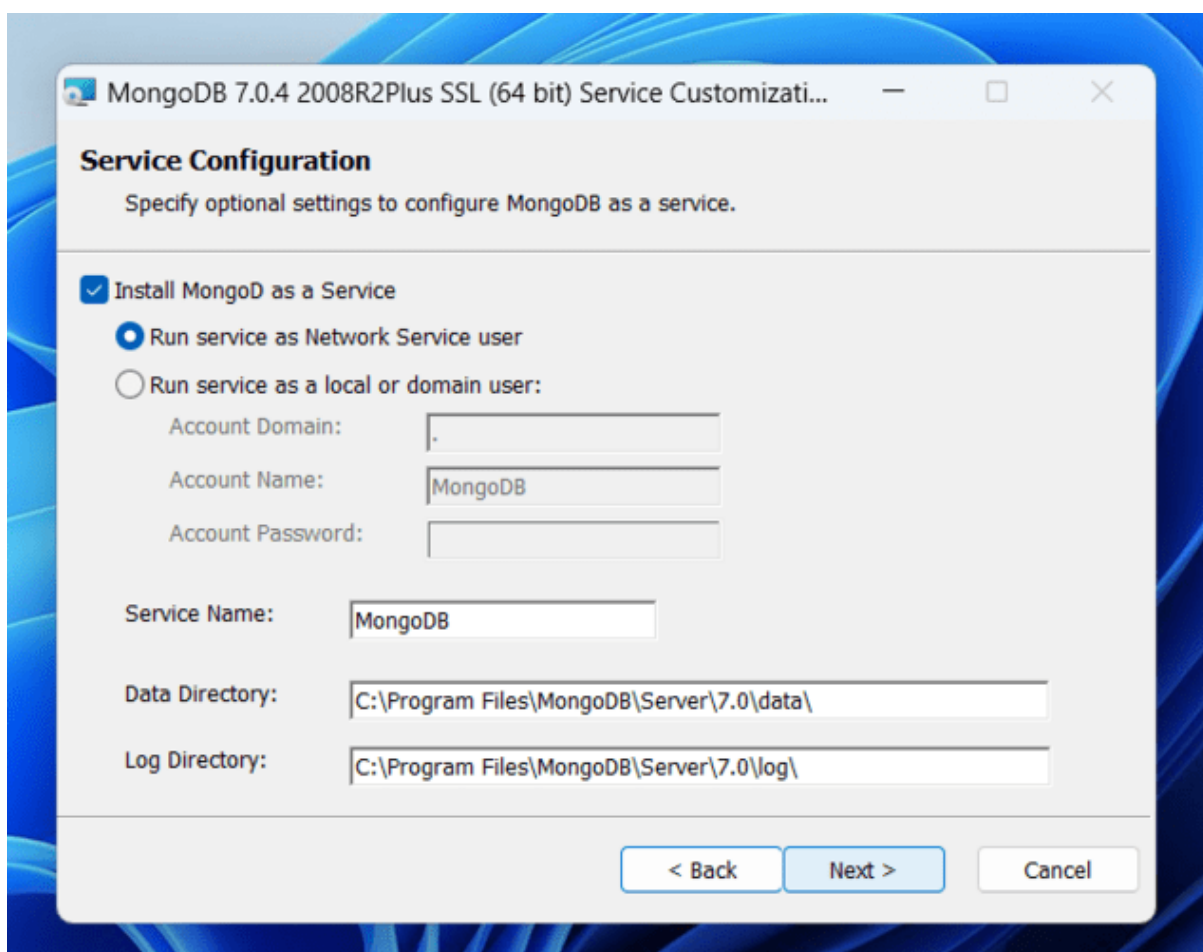 MongoDB 7.0.4 2008R2Plus SSL (64 bit) Service Customizati...
Service Configuration
Specify optional settings to configure MongoDB as a service.
Install MongoD as a Service
Run service as Network Service user
Run service as a local or domain user:
Account Domain: .
Account Name: MongoDB
Account Password:
Service Name: MongoDB
Data Directory: C:\Program Files\MongoDB\Server\7.0\data\
Log Directory: C:\Program Files\MongoDB\Server\7.0\log\
< Back Next > Cancel